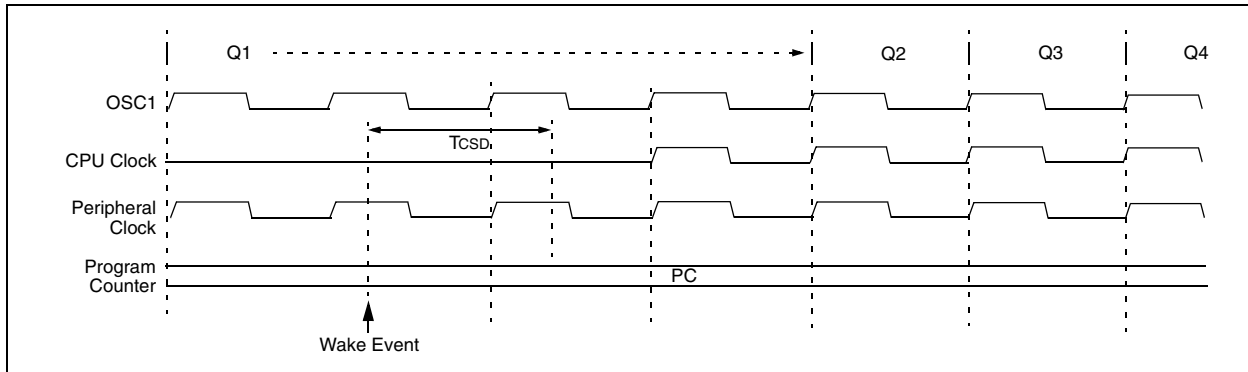 Q1 Q2 Q3 Q4
OSC1
TCSD
CPU Clock
Peripheral
Clock
Program
Counter
PC
Wake Event